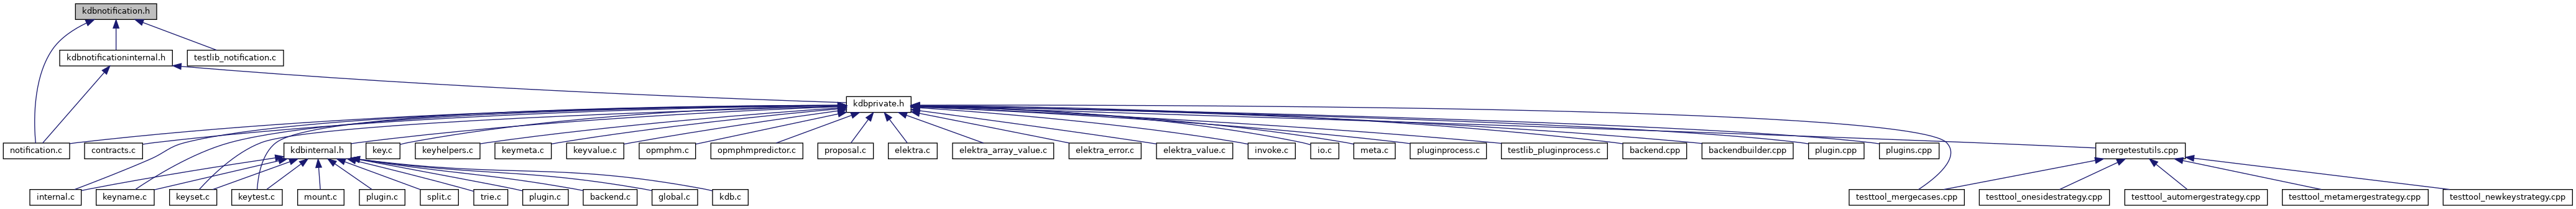 kdbnotification.h
kdbnotificationinternal.h
testlib_notification.c
kdbprivate.h
notification.c
contracts.c
kdbinternal.h
key.c
keyhelpers.c
keymeta.c
keyvalue.c
opmphm.c
opmphmpredictor.c
proposal.c
elektra.c
elektra_array_value.c
elektra_error.c
elektra_value.c
invoke.c
io.c
meta.c
pluginprocess.c
testlib_pluginprocess.c
backend.cpp
backendbuilder.cpp
plugin.cpp
plugins.cpp
mergetestutils.cpp
internal.c
keyname.c
keyset.c
keytest.c
mount.c
plugin.c
split.c
trie.c
plugin.c
backend.c
global.c
kdb.c
testtool_mergecases.cpp
testtool_onesidestrategy.cpp
testtool_automergestrategy.cpp
testtool_metamergestrategy.cpp
testtool_newkeystrategy.cpp